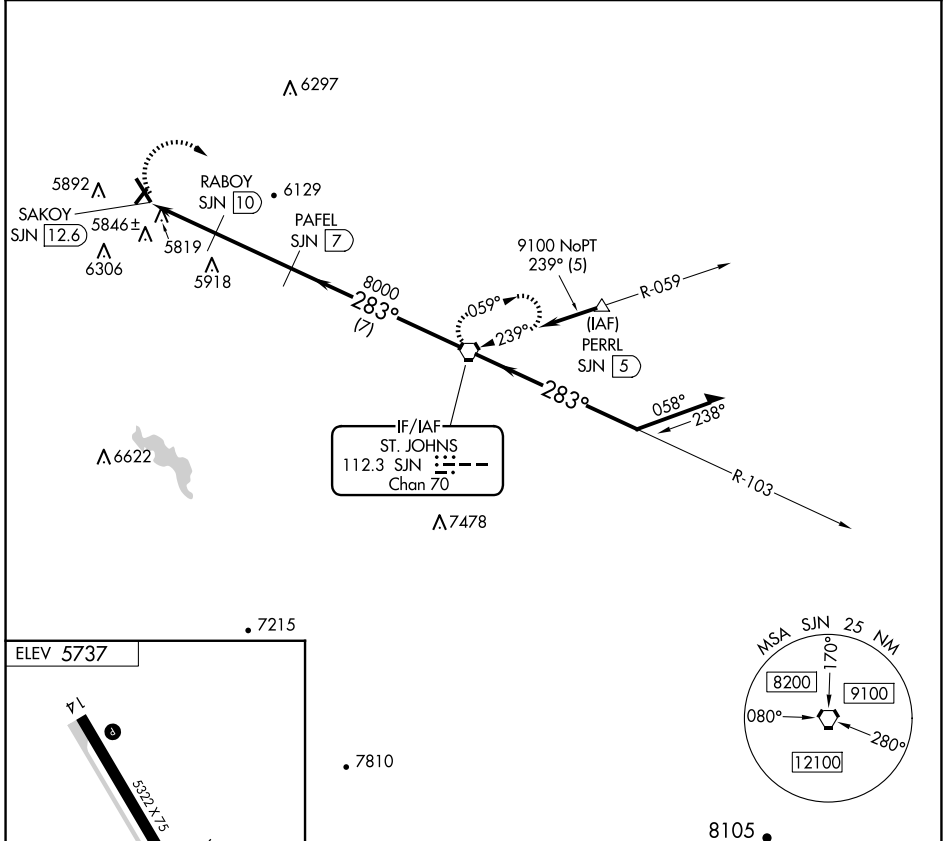 6297
5892
RABOY
SJN 10
6129
SAKOY
SJN 12.6
5846±
5819
PAFEL
SJN 7
6306
5918
9100 NoPT
239° (5)
R-059
8000
283°
(7)
059°
239°
(IAF)
PERRL
SJN 5
283°
058°
238°
IF/IAF
ST. JOHNS
112.3 SJN
Chan 70
R-103
6622
7478
7215
MSA SJN 25 NM
170°
8200
9100
080°
280°
12100
ELEV 5737
14
P
5322 X 75
7810
8105